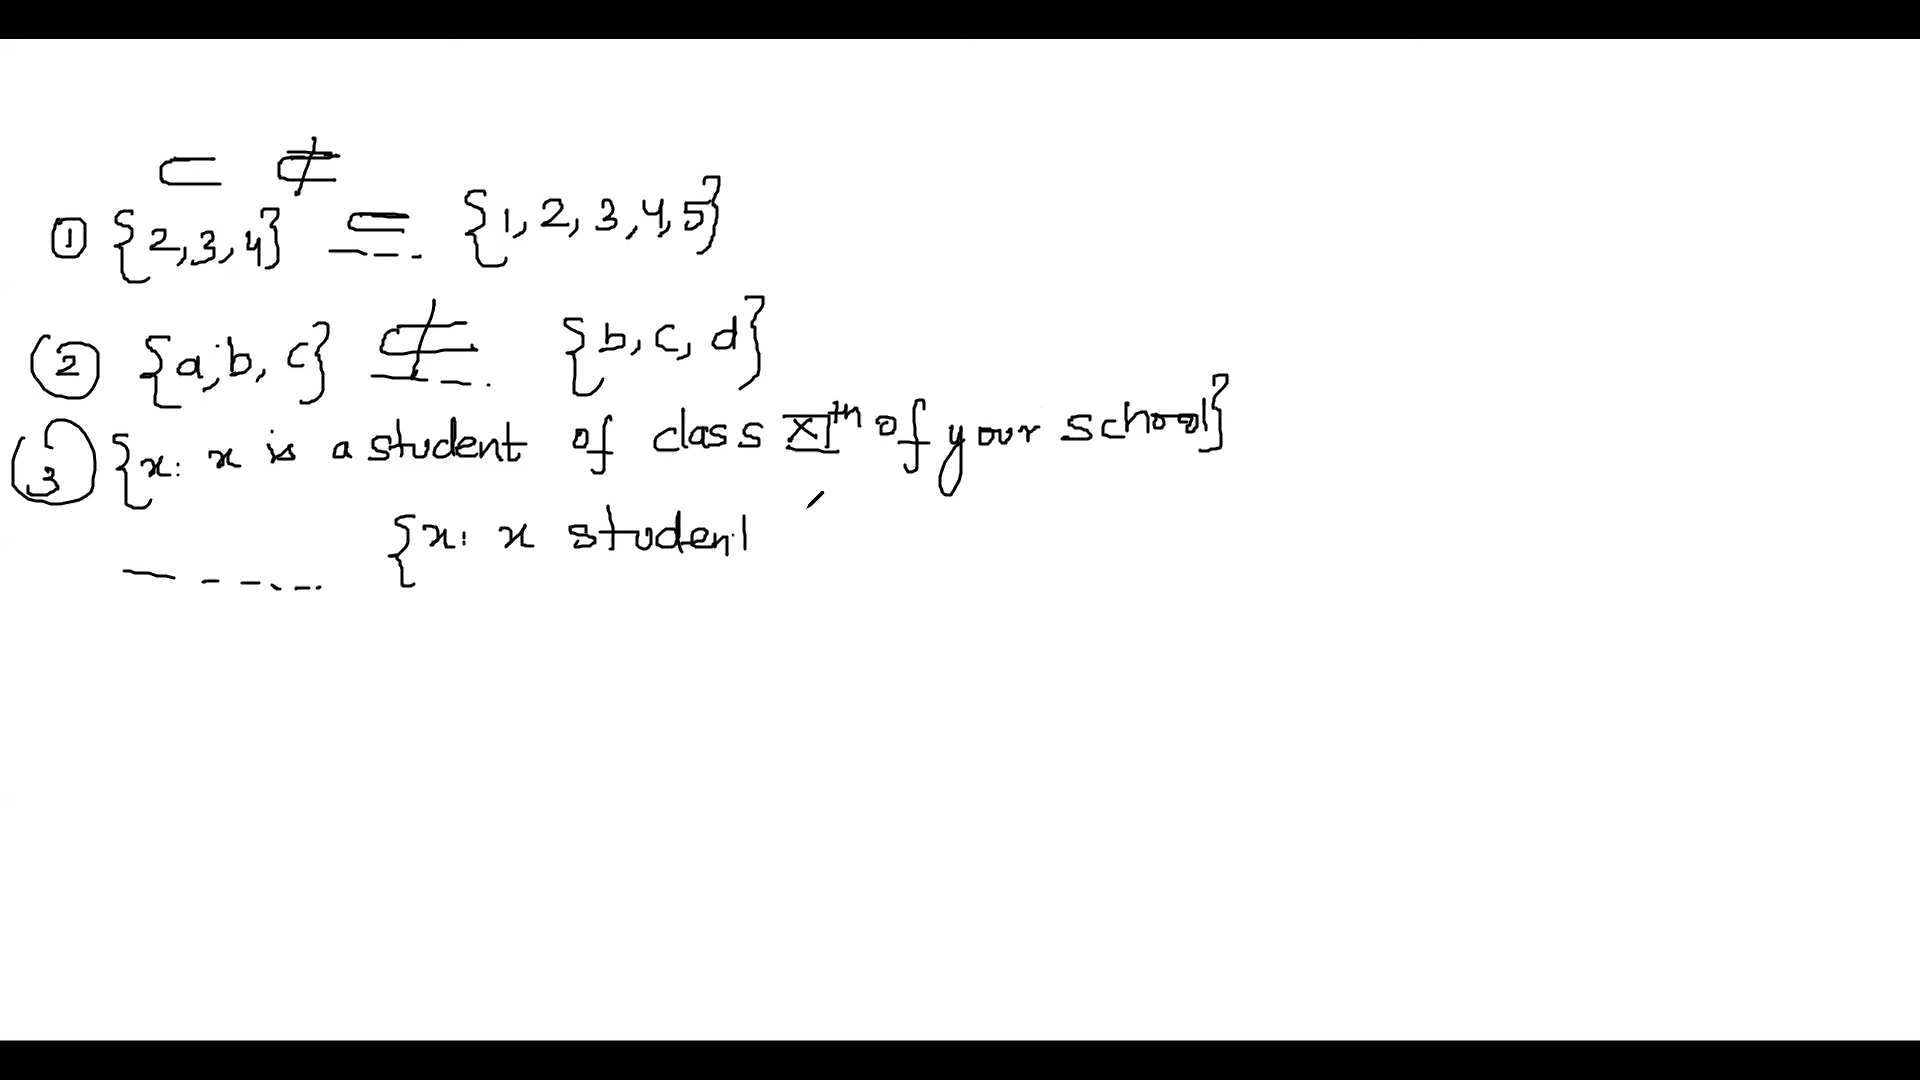 ⊂ ⊄
① {2,3,4} ⊂ {1, 2, 3, 4, 5}
② {a, b, c} ⊄ {b, c, d}
③ {x: x is a student of class XIth of your school}
----- {x: x student